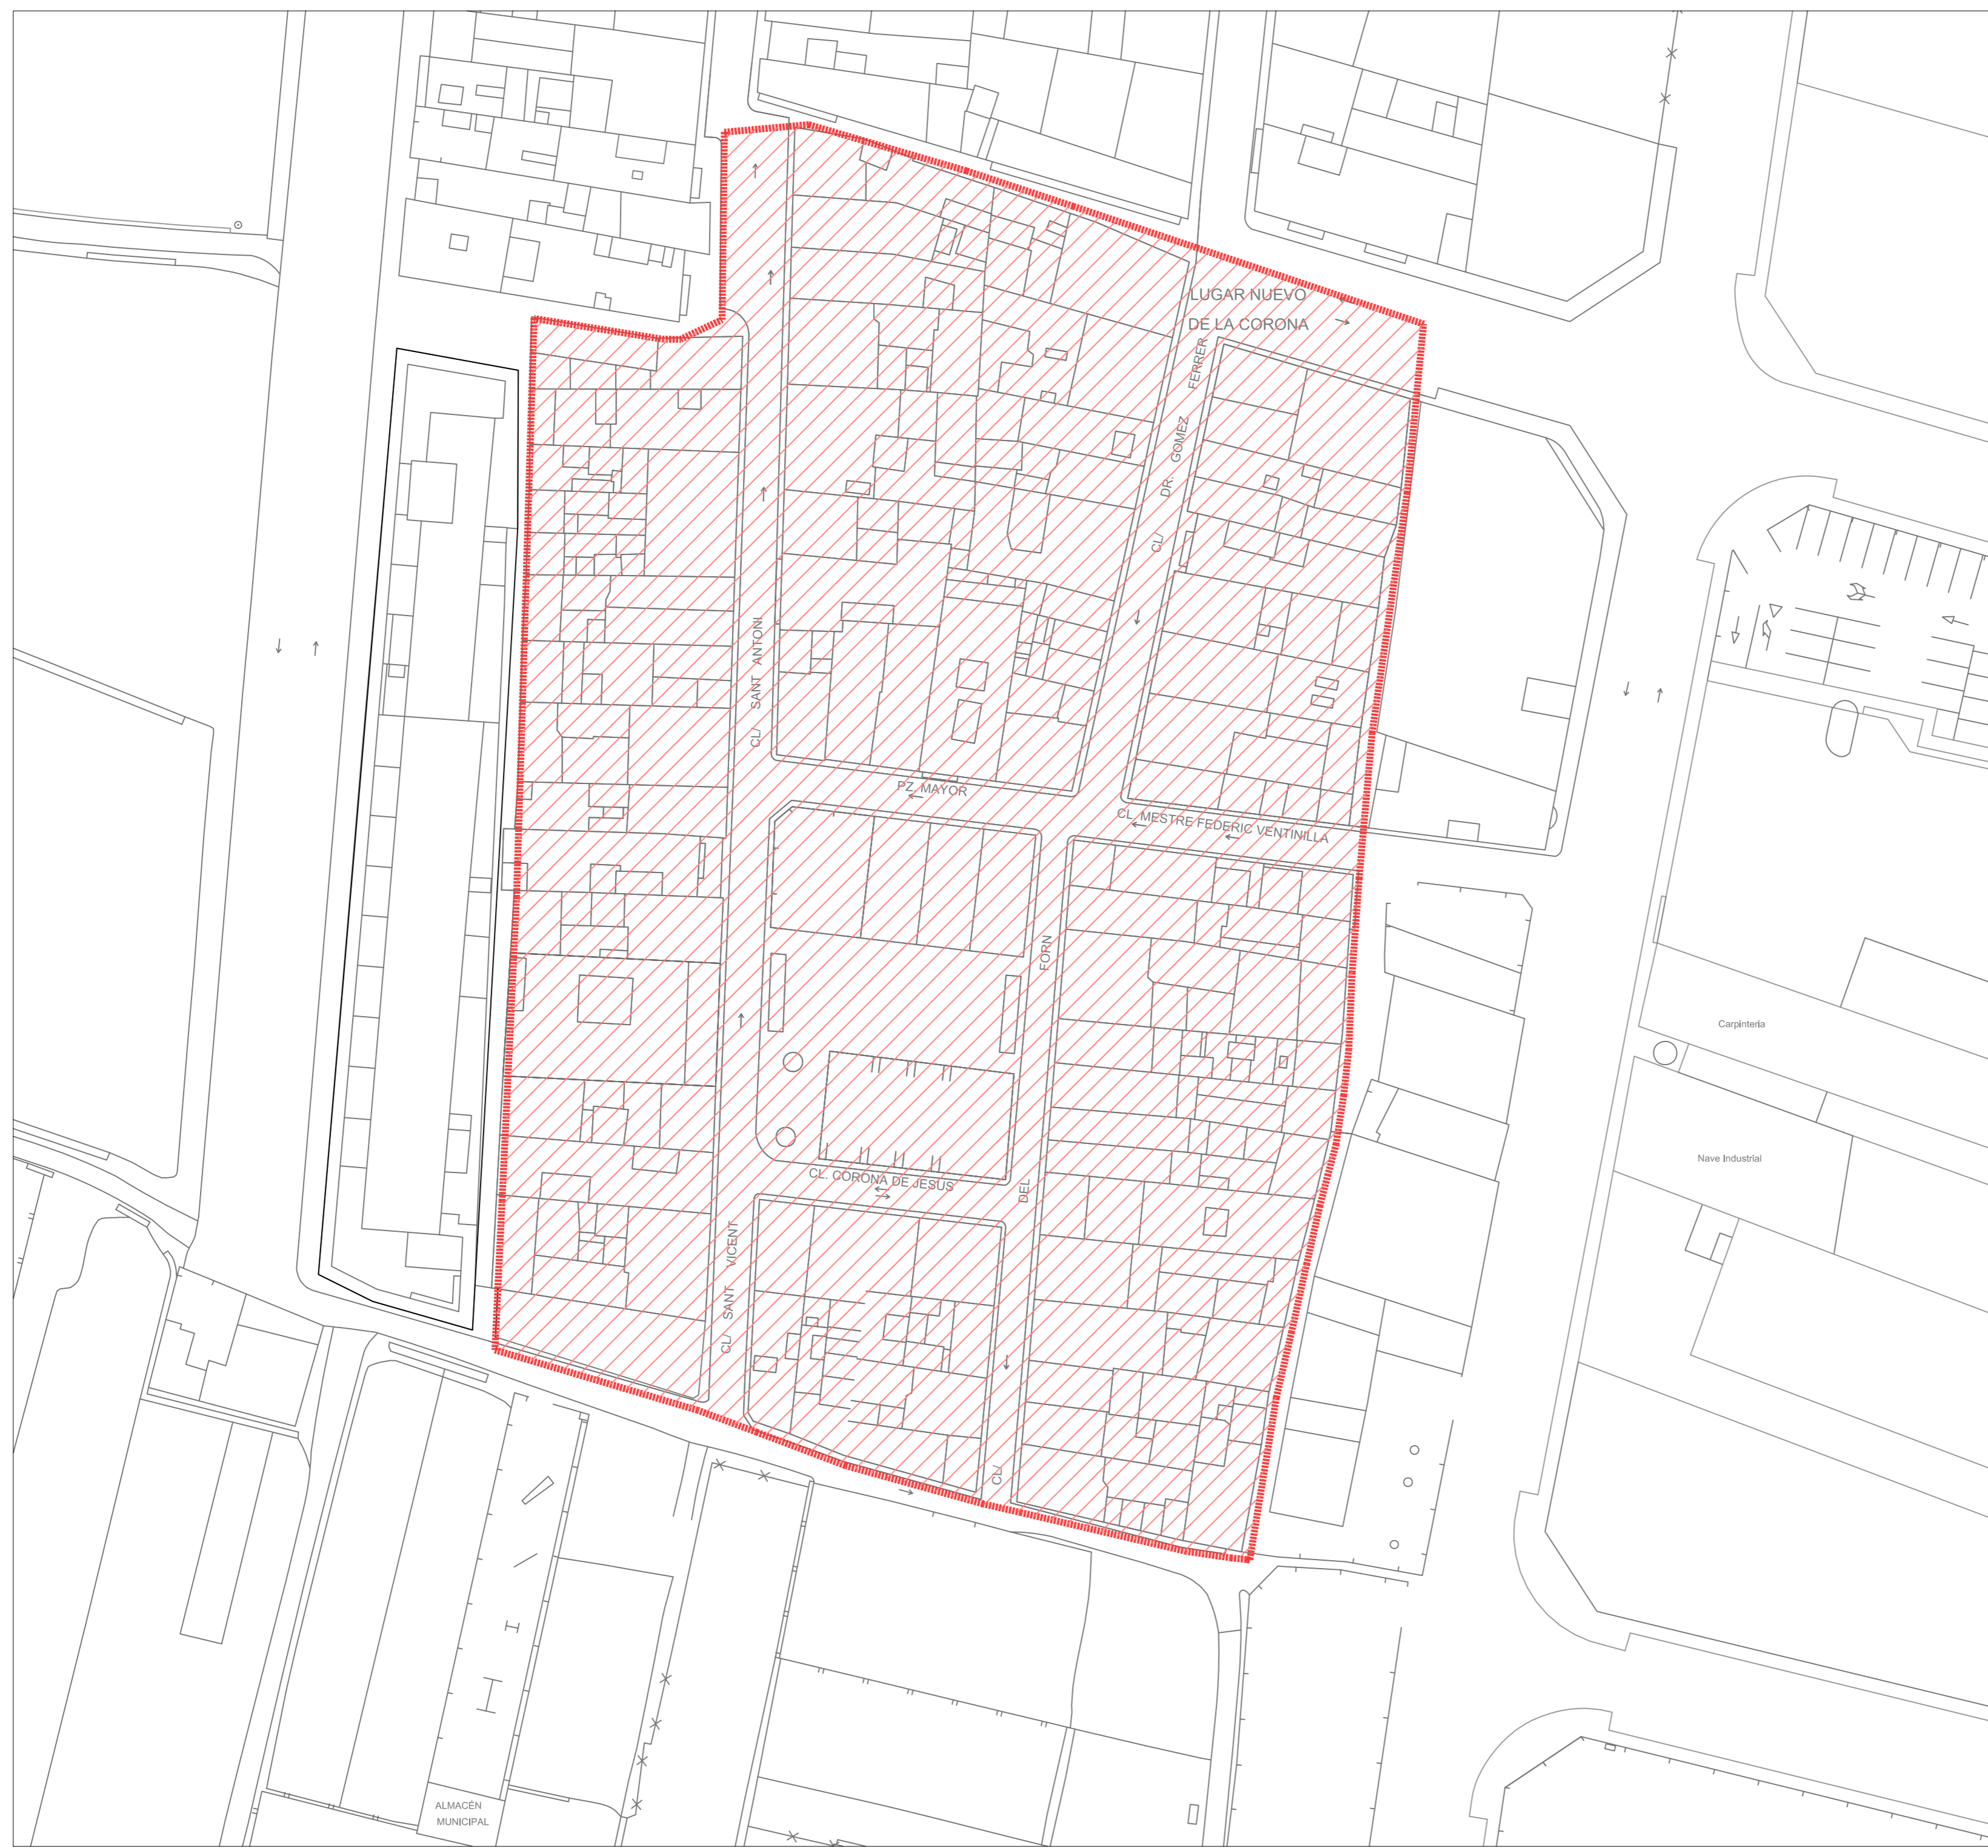 LUGAR NUEVO
DE LA CORONA
CL/ DR. GOMEZ FERRER
CL/ SANT ANTONI
PZ. MAYOR
CL. MESTRE FEDERIC VENTINILLA
CL/ DEL FORN
Carpinteria
Nave Industrial
CL. CORONA DE JESUS
CL/ SANT VICENT
ALMACÉN
MUNICIPAL